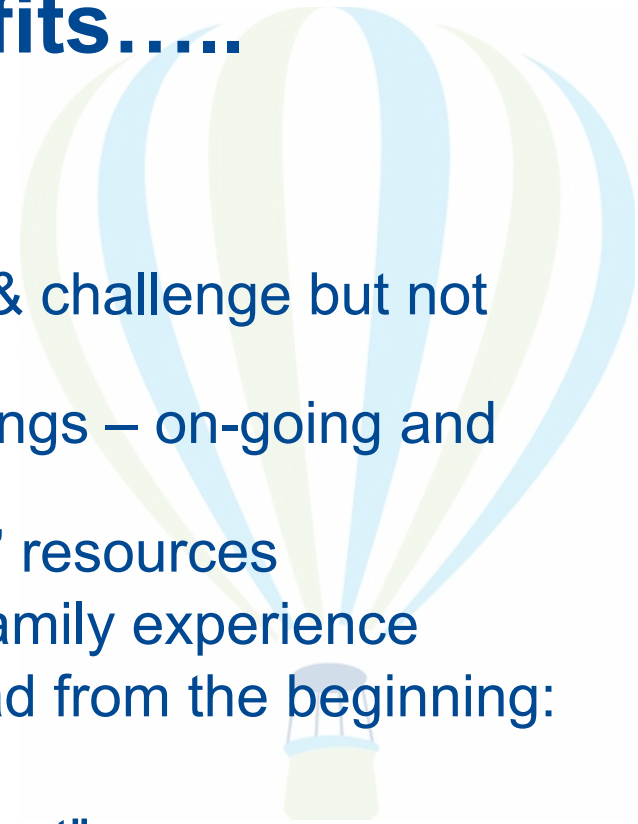 fits…..
& challenge but not
ngs – on-going and
resources
amily experience
d from the beginning: